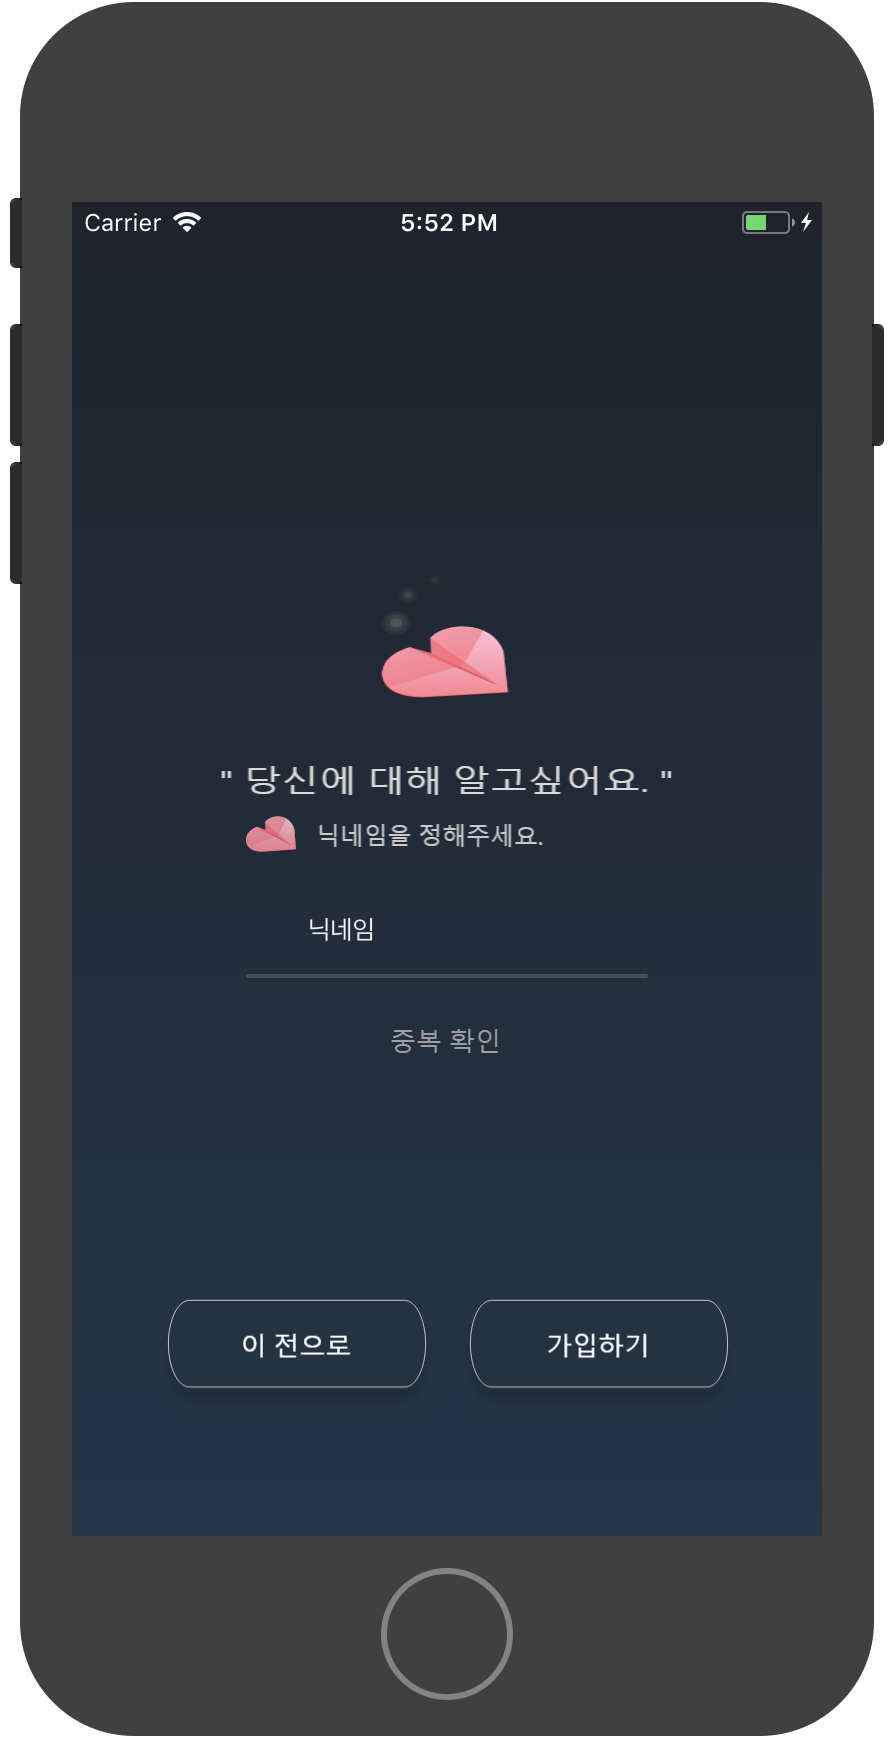 Carrier 5:52 PM
" 당신에 대해 알고싶어요. "
닉네임을 정해주세요.
닉네임
중복 확인
이 전으로 가입하기